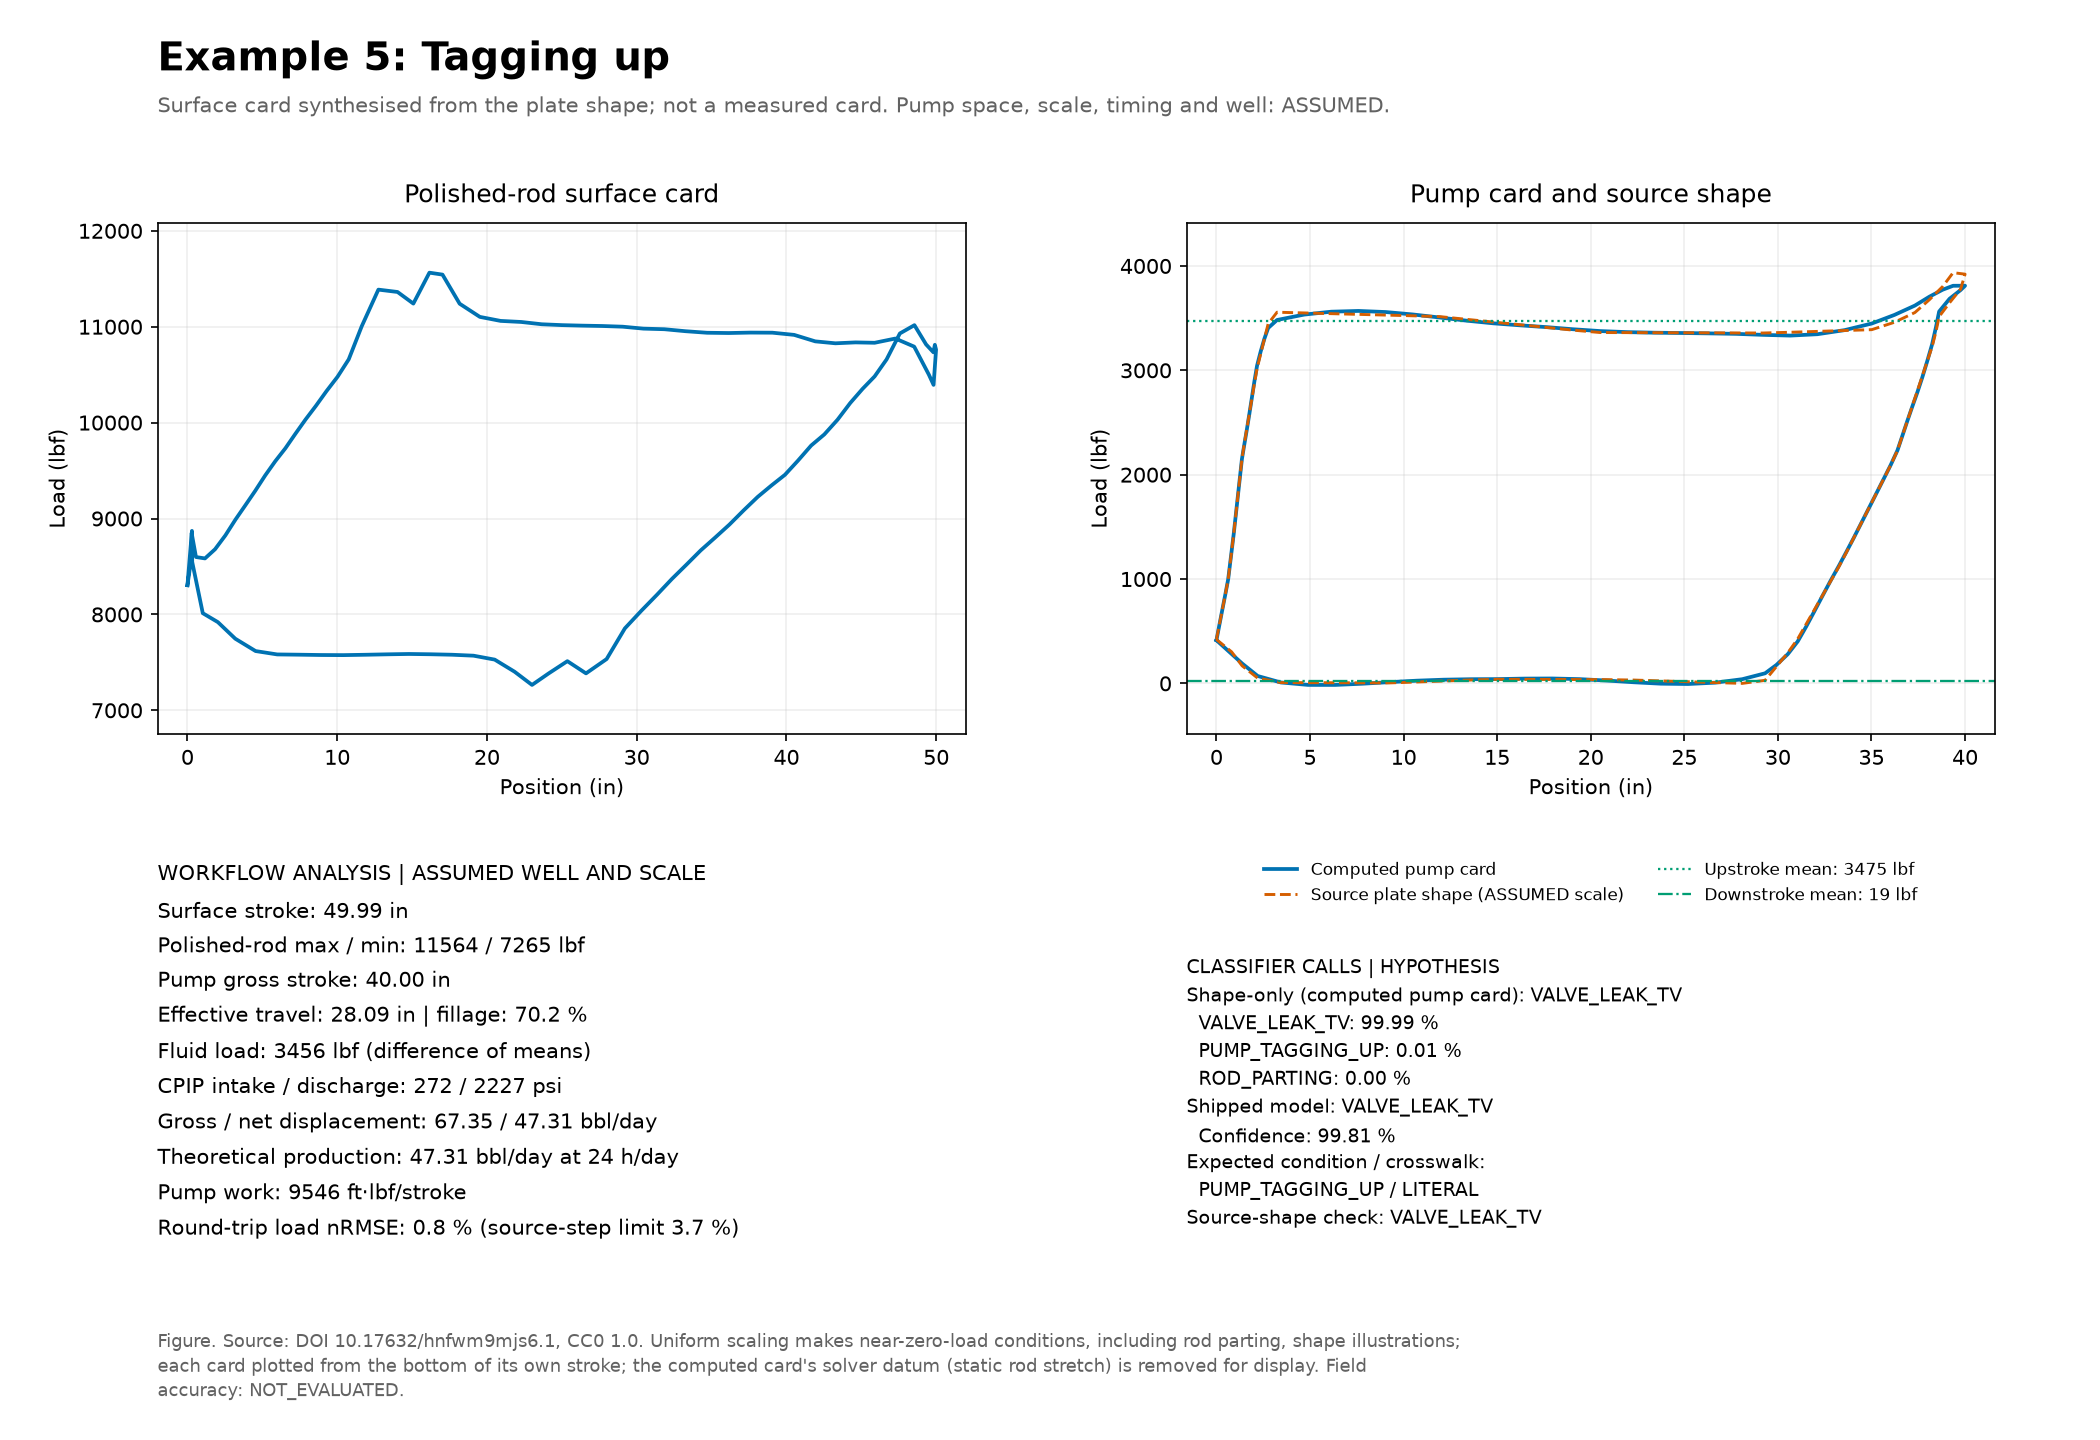 Example 5: Tagging up
Surface card synthesised from the plate shape; not a measured card. Pump space, scale, timing and well: ASSUMED.
Polished-rod surface card
12000
11000
10000
9000
8000
7000
Load (lbf)
0 10 20 30 40 50
Position (in)
Pump card and source shape
4000
3000
2000
1000
0
Load (lbf)
0 5 10 15 20 25 30 35 40
Position (in)
WORKFLOW ANALYSIS | ASSUMED WELL AND SCALE
Surface stroke: 49.99 in
Polished-rod max / min: 11564 / 7265 lbf
Pump gross stroke: 40.00 in
Effective travel: 28.09 in | fillage: 70.2 %
Fluid load: 3456 lbf (difference of means)
CPIP intake / discharge: 272 / 2227 psi
Gross / net displacement: 67.35 / 47.31 bbl/day
Theoretical production: 47.31 bbl/day at 24 h/day
Pump work: 9546 ft·lbf/stroke
Round-trip load nRMSE: 0.8 % (source-step limit 3.7 %)
Computed pump card
Source plate shape (ASSUMED scale)
Upstroke mean: 3475 lbf
Downstroke mean: 19 lbf
CLASSIFIER CALLS | HYPOTHESIS
Shape-only (computed pump card): VALVE_LEAK_TV
VALVE_LEAK_TV: 99.99 %
PUMP_TAGGING_UP: 0.01 %
ROD_PARTING: 0.00 %
Shipped model: VALVE_LEAK_TV
Confidence: 99.81 %
Expected condition / crosswalk:
PUMP_TAGGING_UP / LITERAL
Source-shape check: VALVE_LEAK_TV
Figure. Source: DOI 10.17632/hnfwm9mjs6.1, CC0 1.0. Uniform scaling makes near-zero-load conditions, including rod parting, shape illustrations;
each card plotted from the bottom of its own stroke; the computed card's solver datum (static rod stretch) is removed for display. Field
accuracy: NOT_EVALUATED.